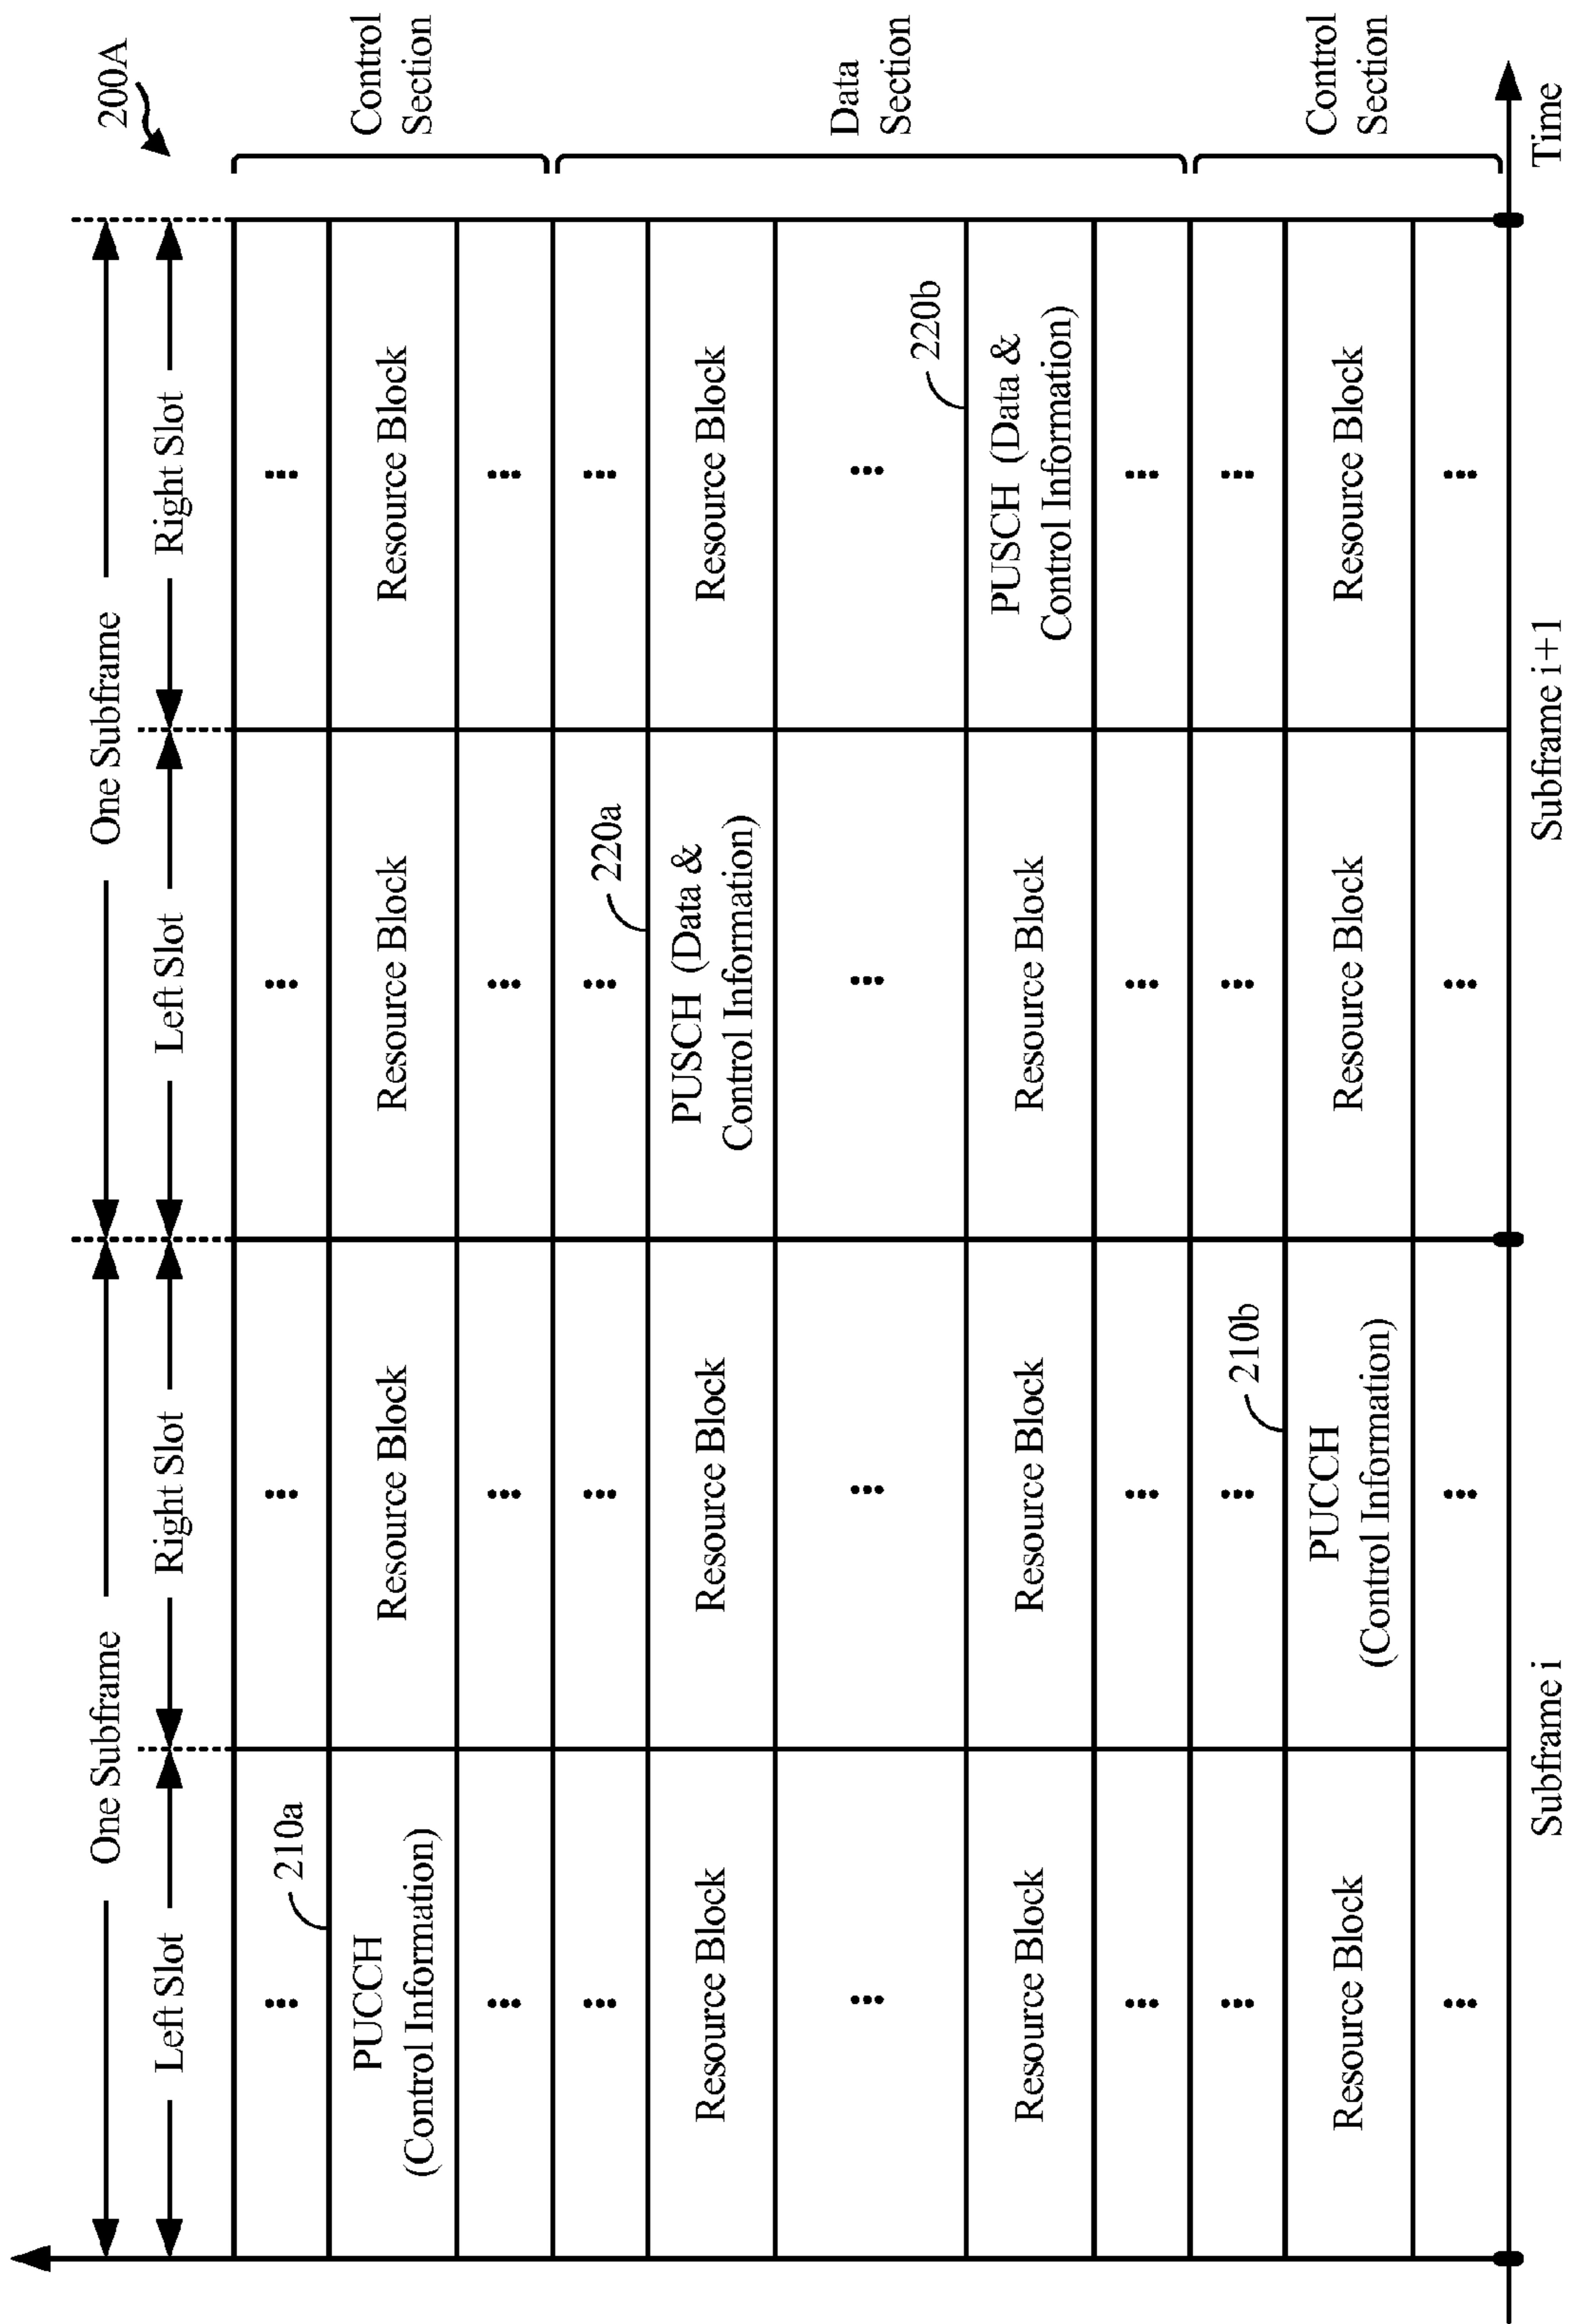 200A
One Subframe
One Subframe
Left Slot
Right Slot
Left Slot
Right Slot
210a
PUCCH
(Control Information)
Resource Block
Resource Block
Resource Block
Control
Section
220a
Resource Block
Resource Block
PUSCH (Data &
Control Information)
Resource Block
Data
Section
220b
Resource Block
Resource Block
Resource Block
PUSCH (Data &
Control Information)
210b
Resource Block
PUCCH
(Control Information)
Resource Block
Resource Block
Control
Section
Subframe i
Subframe i+1
Time